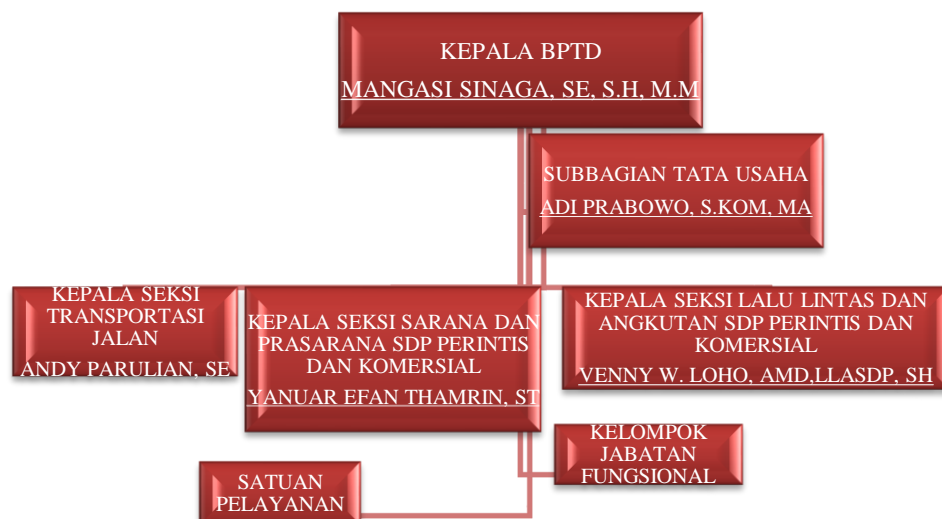 KEPALA BPTD
MANGASI SINAGA, SE, S.H, M.M
SUBBAGIAN TATA USAHA
ADI PRABOWO, S.KOM, MA
KEPALA SEKSI
TRANSPORTASI
JALAN
ANDY PARULIAN, SE
KEPALA SEKSI SARANA DAN
PRASARANA SDP PERINTIS
DAN KOMERSIAL
YANUAR EFAN THAMRIN, ST
KEPALA SEKSI LALU LINTAS DAN
ANGKUTAN SDP PERINTIS DAN
KOMERSIAL
VENNY W. LOHO, AMD,LLASDP, SH
KELOMPOK
JABATAN
FUNGSIONAL
SATUAN
PELAYANAN